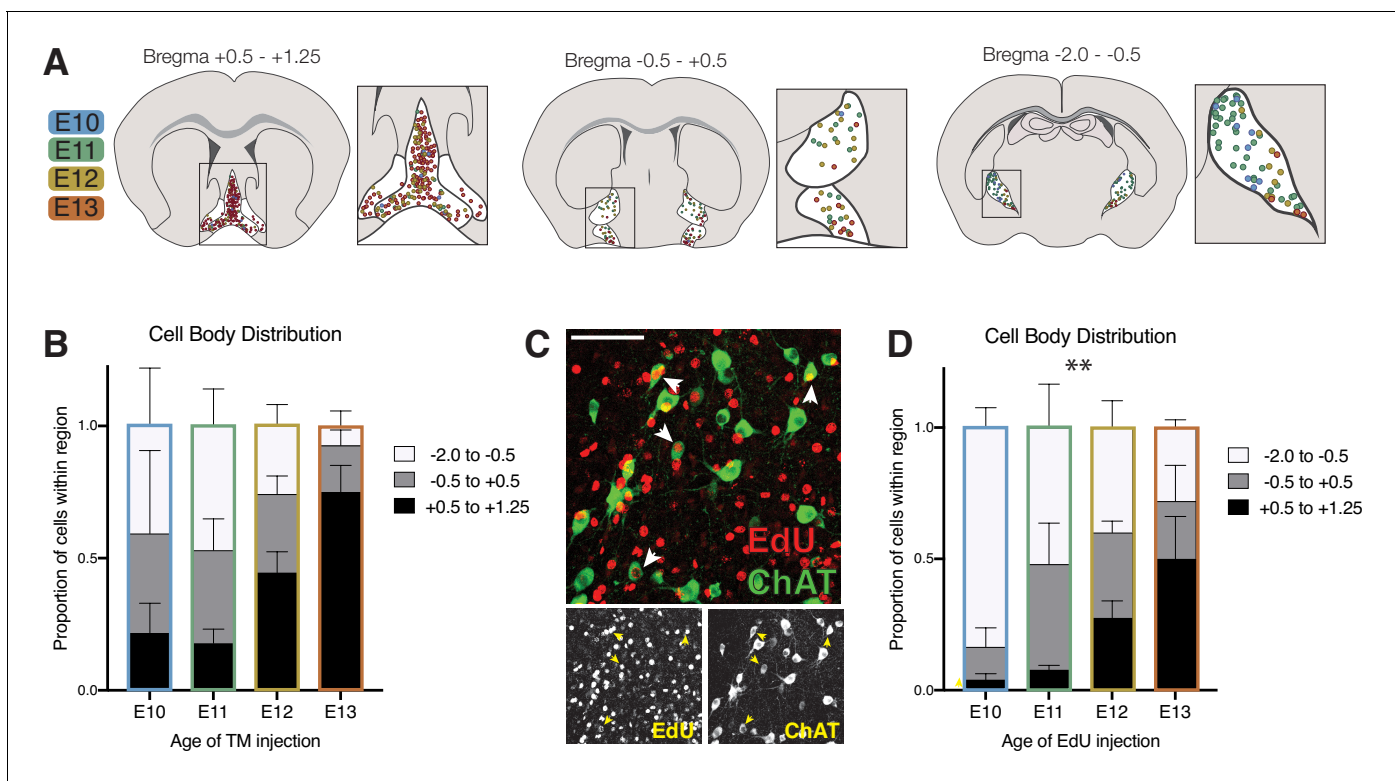 A
Bregma +0.5 - +1.25
Bregma -0.5 - +0.5
Bregma -2.0 - -0.5
E10
E11
E12
E13
B
Cell Body Distribution
Proportion of cells within region
1.0
0.5
0.0
E10 E11 E12 E13
Age of TM injection
-2.0 to -0.5
-0.5 to +0.5
+0.5 to +1.25
C
EdU
ChAT
EdU
ChAT
D
Cell Body Distribution
**
Proportion of cells within region
1.0
0.5
0.0
E10 E11 E12 E13
Age of EdU injection
-2.0 to -0.5
-0.5 to +0.5
+0.5 to +1.25